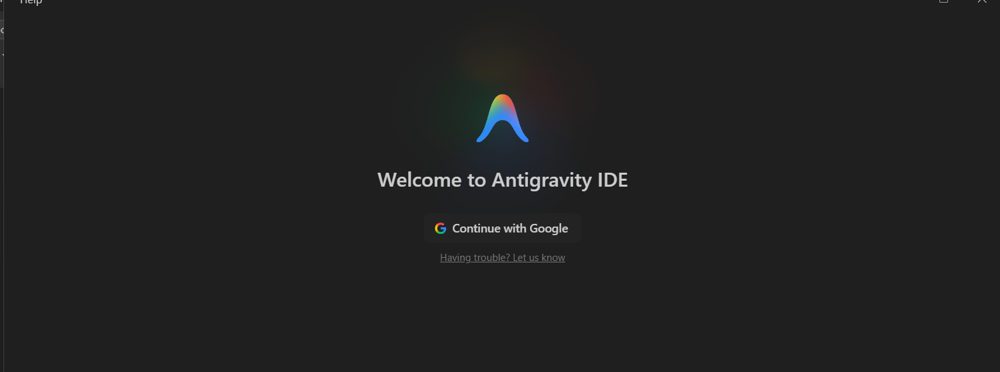 Help
Welcome to Antigravity IDE
Continue with Google
Having trouble? Let us know